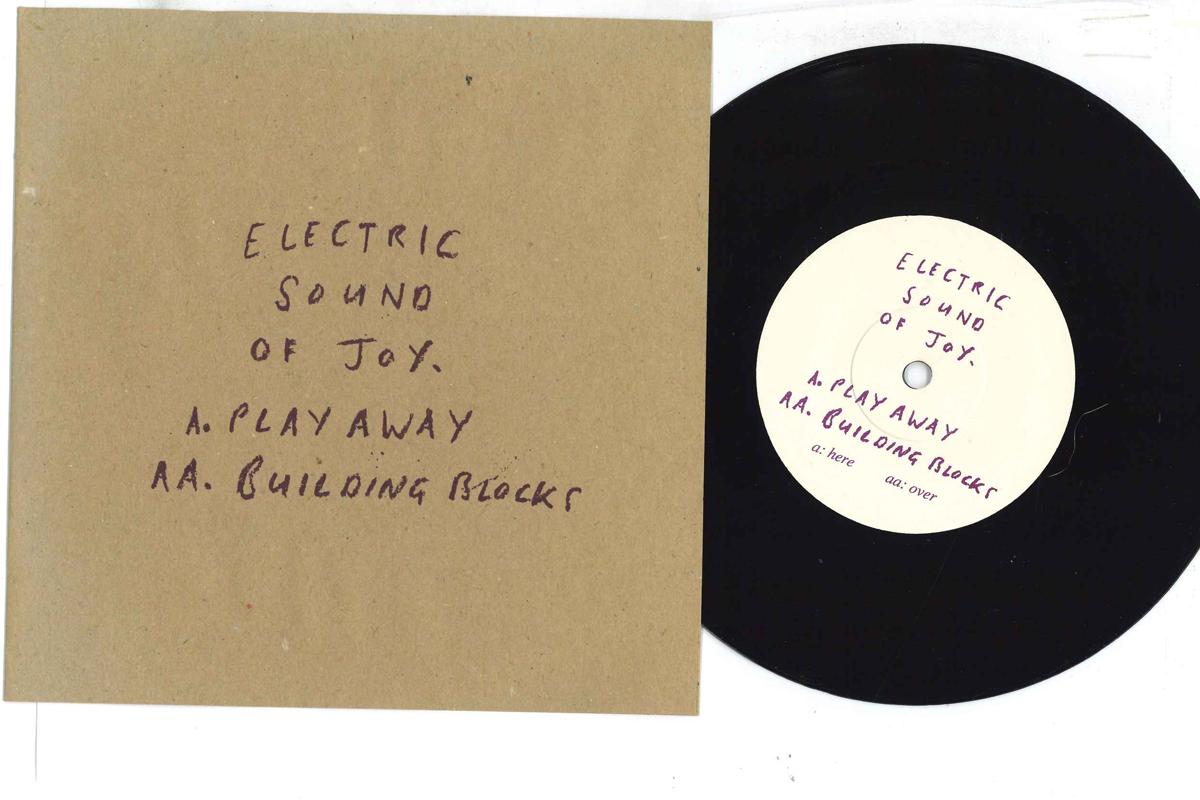 ELECTRIC
SOUND
OF JOY.
A. PLAY AWAY
AA. BUILDING BLOCKS
ELECTRIC
SOUND
OF JOY.
A. PLAY AWAY
AA. BUILDING BLOCKS
a: here
aa: over